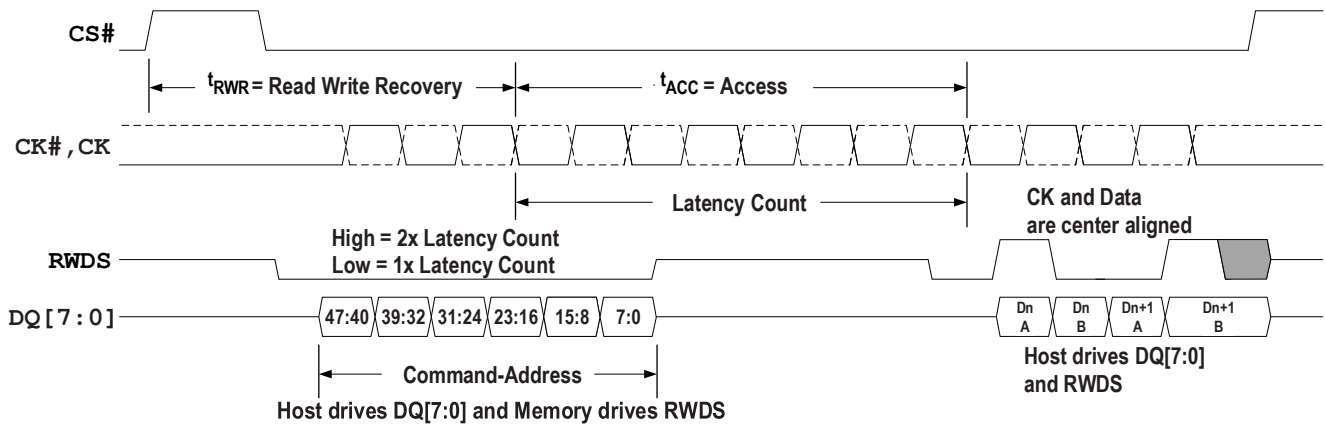 CS#
tRWR = Read Write Recovery
tACC = Access
CK#,CK
Latency Count
CK and Data
are center aligned
High = 2x Latency Count
Low = 1x Latency Count
RWDS
DQ[7:0]
47:40 39:32 31:24 23:16 15:8 7:0
Dn A
Dn B
Dn+1 A
Dn+1 B
Command-Address
Host drives DQ[7:0] and Memory drives RWDS
Host drives DQ[7:0]
and RWDS